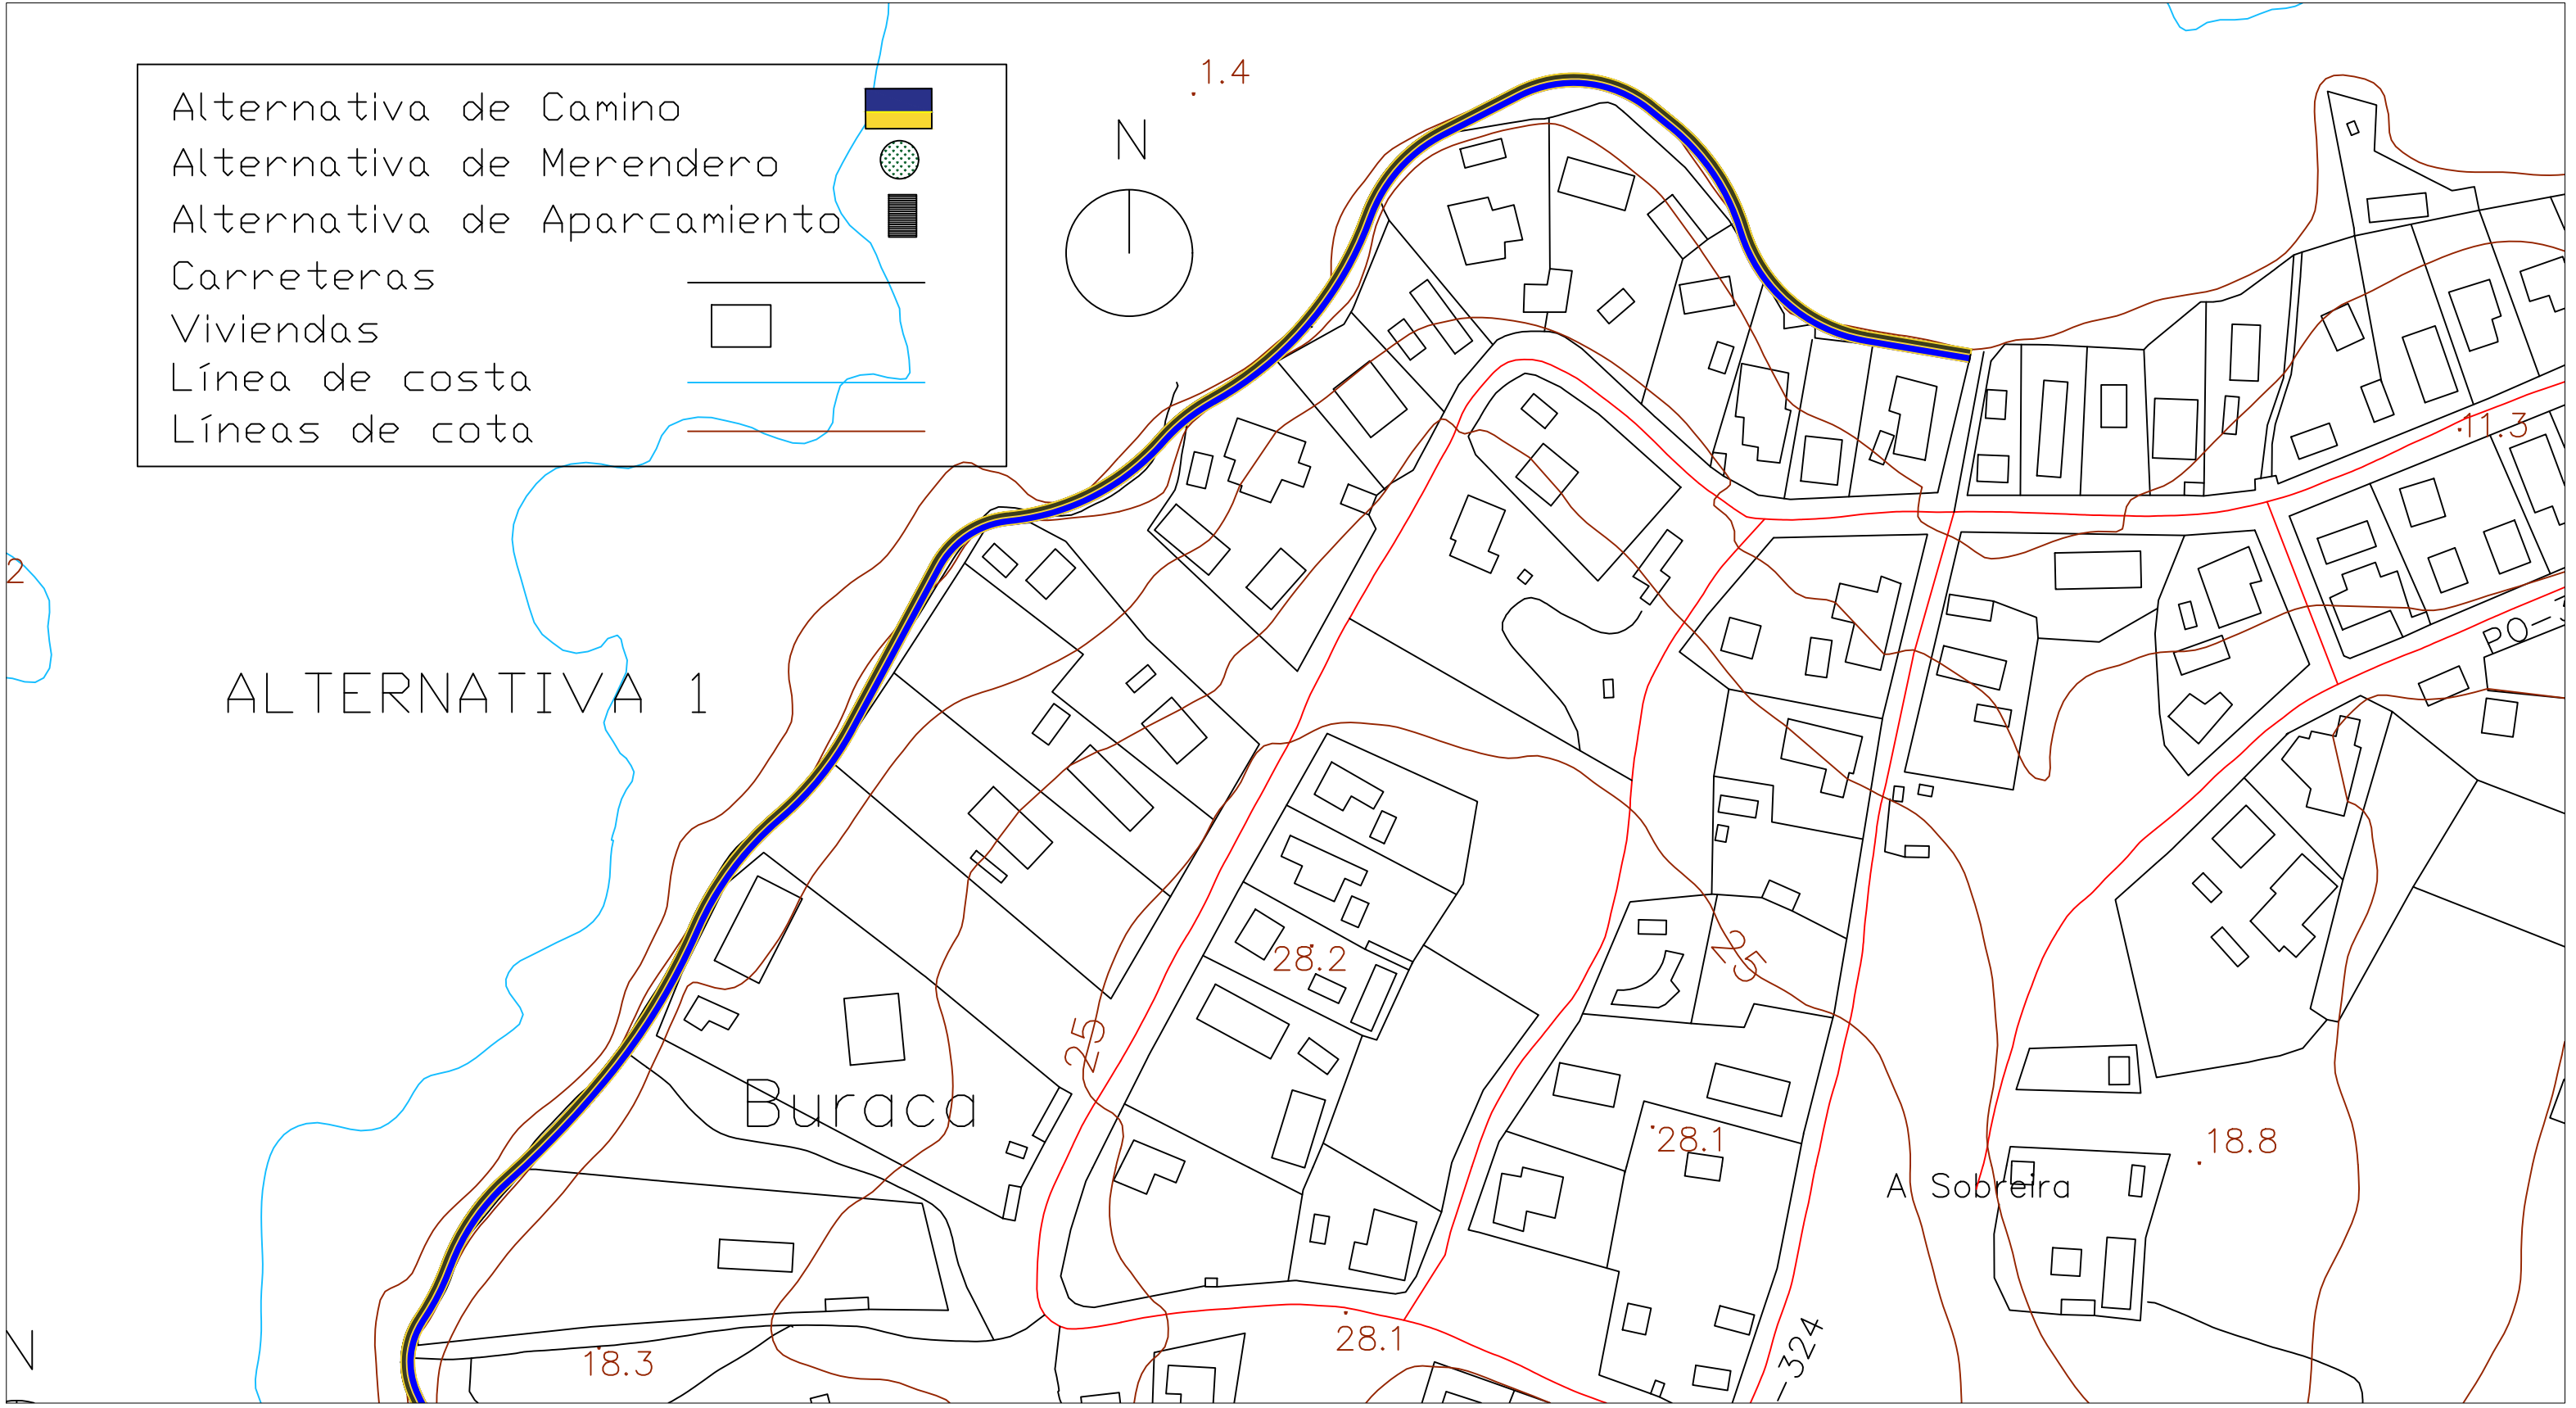 Alternativa de Camino
Alternativa de Merendero
Alternativa de Aparcamiento
Carreteras
Viviendas
Línea de costa
Líneas de cota
N
1.4
11.3
2
ALTERNATIVA 1
28.2
25
25
Buraca
28.1
18.8
A Sobreira
28.1
18.3
-324
N